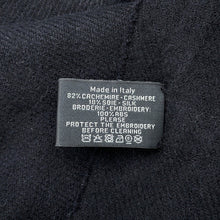 Made in Italy
82% CACHEMIRE-CASHMERE
18% SOIE - SILK
BRODERIE-EMBROIDERY:
100%ABS
PLEASE
PROTECT THE EMBROIDERY
BEFORE CLEANING